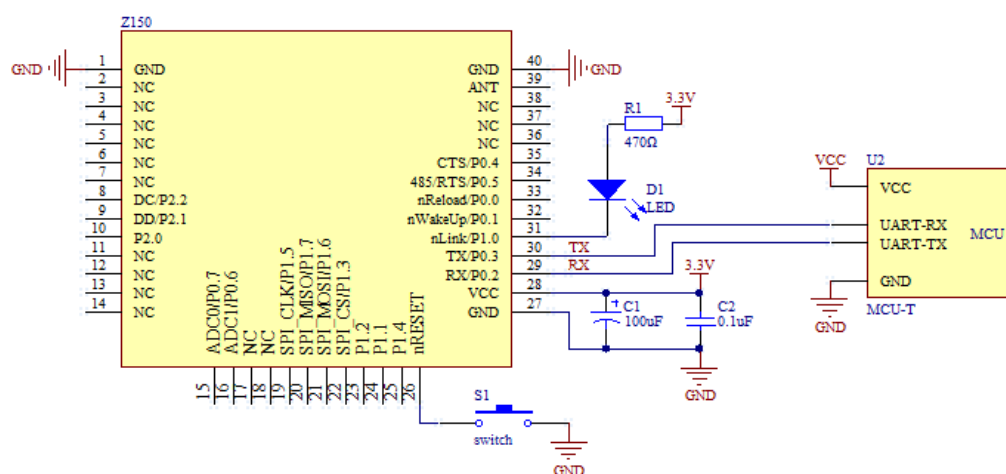 Z150
GND 1 GND
2 NC
3 NC
4 NC
5 NC
6 NC
7 NC
8 DC/P2.2
9 DD/P2.1
10 P2.0
11 NC
12 NC
13 NC
14 NC
GND 40 GND
ANT 39
NC 38
NC 37
NC 36
CTS/P0.4 35
485/RTS/P0.5 34
nReload/P0.0 33
nWakeUp/P0.1 32
nLink/P1.0 31
TX/P0.3 30 TX
RX/P0.2 29 RX
VCC 28
GND 27
ADC0/P0.7 15
ADC1/P0.6 16
NC 17
NC 18
SPI_CLK/P1.5 19
SPI_MISO/P1.7 20
SPI_MOSI/P1.6 21
SPI_CS/P1.3 22
P1.2 23
P1.1 24
P1.4 25
nRESET 26
R1
470Ω
3.3V
D1
LED
3.3V
C1
100uF
C2
0.1uF
GND
S1
switch
GND
U2
VCC
VCC
UART-RX
UART-TX
MCU
GND
GND
MCU-T